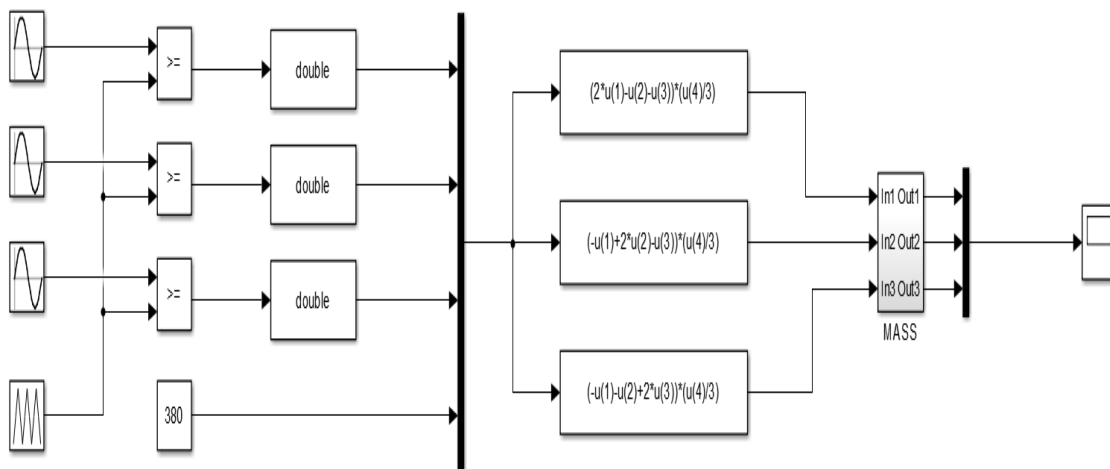 >=
double
(2*u(1)-u(2)-u(3))*(u(4)/3)
>=
double
(-u(1)+2*u(2)-u(3))*(u(4)/3)
In1 Out1
In2 Out2
In3 Out3
MASS
>=
double
(-u(1)-u(2)+2*u(3))*(u(4)/3)
380